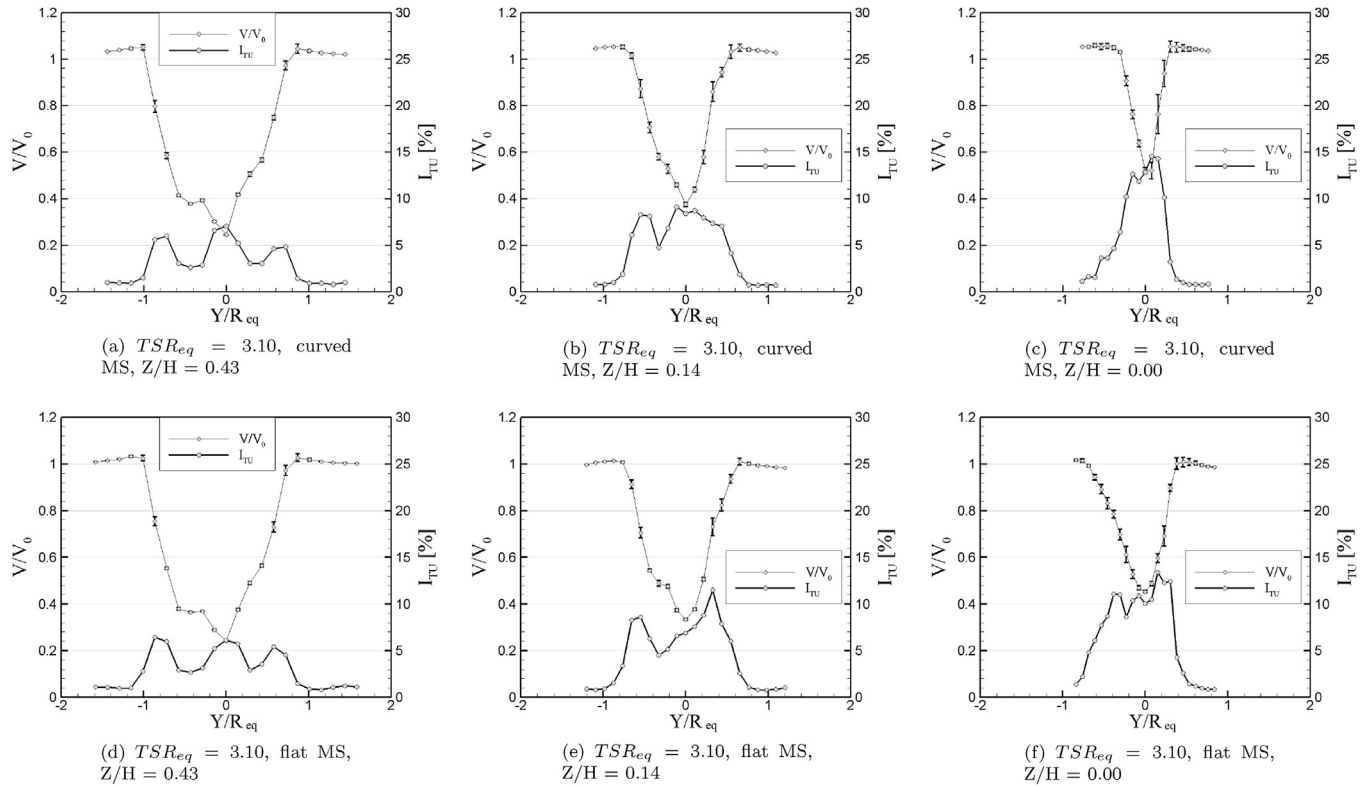 1.2
1
0.8
0.6
0.4
0.2
0
V/V0
30
25
20
15
10
5
0
ITU [%]
V/V0
ITU
-2 -1 0 1 2
Y/Req
(a) TSReq = 3.10, curved
MS, Z/H = 0.43
1.2
1
0.8
0.6
0.4
0.2
0
V/V0
30
25
20
15
10
5
0
ITU [%]
V/V0
ITU
-2 -1 0 1 2
Y/Req
(b) TSReq = 3.10, curved
MS, Z/H = 0.14
1.2
1
0.8
0.6
0.4
0.2
0
V/V0
30
25
20
15
10
5
0
ITU [%]
V/V0
ITU
-2 -1 0 1 2
Y/Req
(c) TSReq = 3.10, curved
MS, Z/H = 0.00
1.2
1
0.8
0.6
0.4
0.2
0
V/V0
30
25
20
15
10
5
0
ITU [%]
V/V0
ITU
-2 -1 0 1 2
Y/Req
(d) TSReq = 3.10, flat MS,
Z/H = 0.43
1.2
1
0.8
0.6
0.4
0.2
0
V/V0
30
25
20
15
10
5
0
ITU [%]
V/V0
ITU
-2 -1 0 1 2
Y/Req
(e) TSReq = 3.10, flat MS,
Z/H = 0.14
1.2
1
0.8
0.6
0.4
0.2
0
V/V0
30
25
20
15
10
5
0
ITU [%]
V/V0
ITU
-2 -1 0 1 2
Y/Req
(f) TSReq = 3.10, flat MS,
Z/H = 0.00